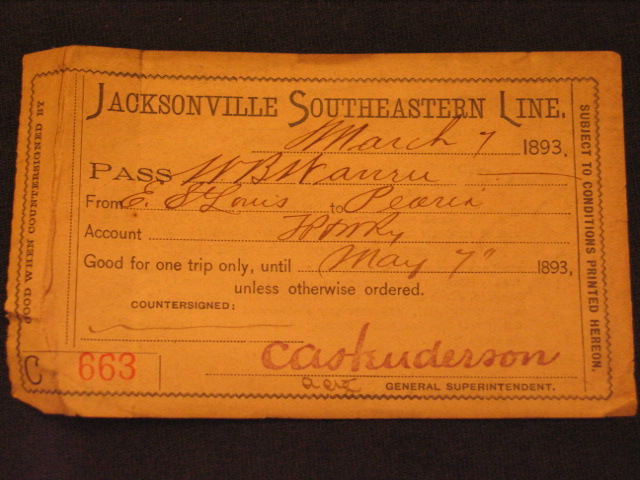 JACKSONVILLE SOUTHEASTERN LINE.
March 7 1893.
PASS W B Warren
From E. St Louis to Peoria
Account
Good for one trip only, until May 7" 1893,
unless otherwise ordered.
COUNTERSIGNED:
C 663
GENERAL SUPERINTENDENT.
GOOD WHEN COUNTERSIGNED BY
SUBJECT TO CONDITIONS PRINTED HEREON.